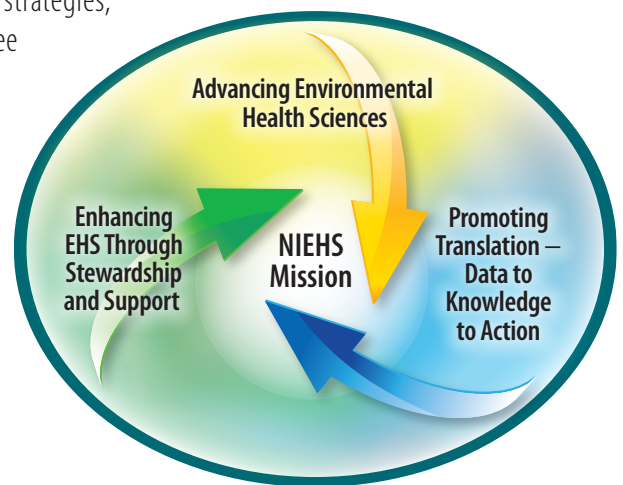 strategies,
ee
Advancing Environmental
Health Sciences
Enhancing
EHS Through
Stewardship
and Support
NIEHS
Mission
Promoting
Translation –
Data to
Knowledge
to Action